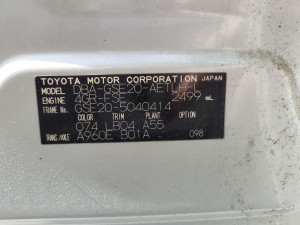 TOYOTA MOTOR CORPORATION JAPAN
MODEL DBA-GSE20-AETLH-L
ENGINE 4GR-FSE 2499 mL
FRAME No. GSE20-5040414
COLOR TRIM PLANT OPTION
074 LB04 A55
TRANS./AXLE A960E B01A 098